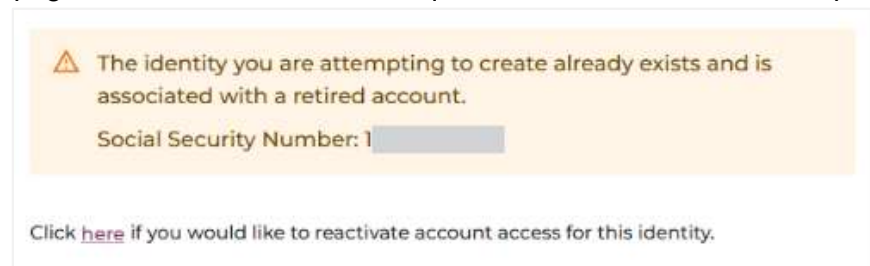 The identity you are attempting to create already exists and is
associated with a retired account.
Social Security Number: 1
Click here if you would like to reactivate account access for this identity.